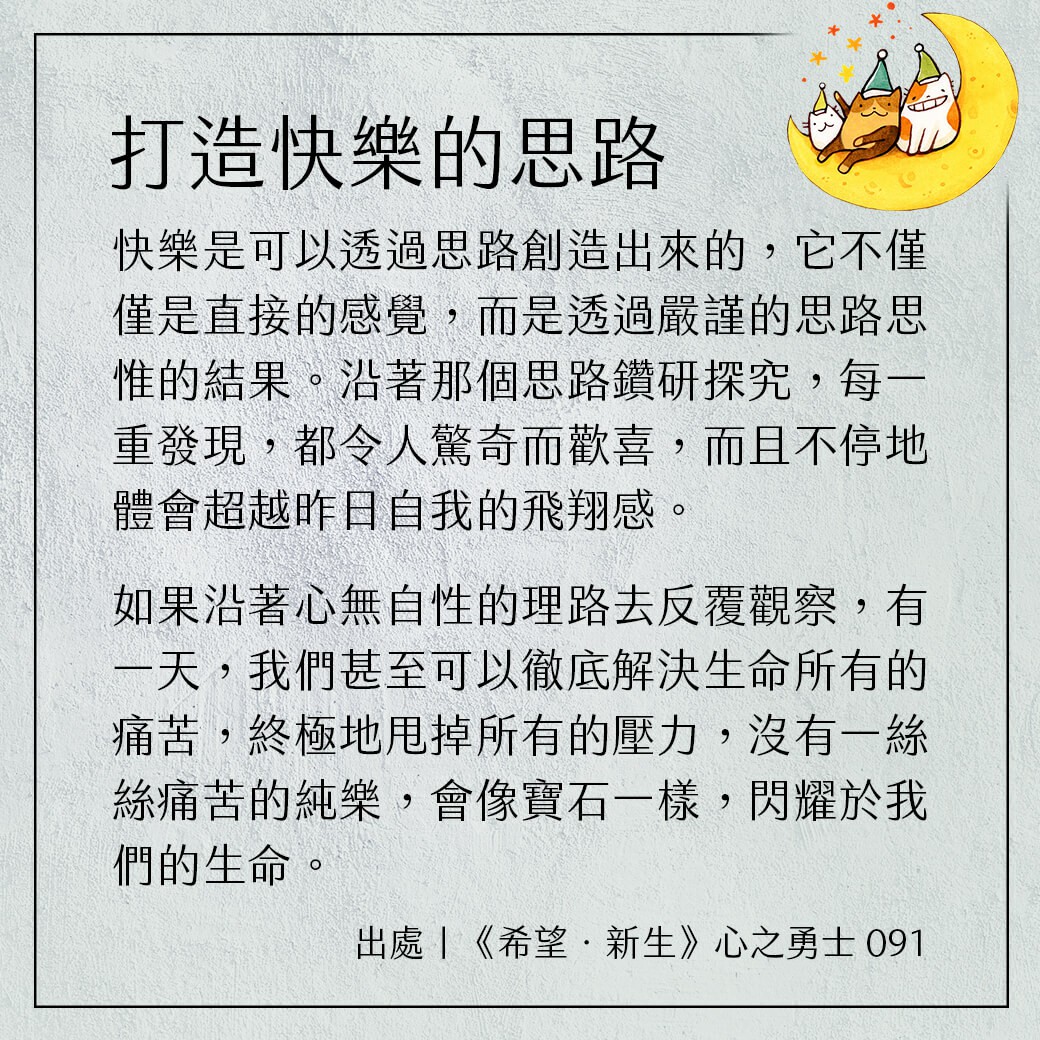 打造快樂的思路
快樂是可以透過思路創造出來的，它不僅
僅是直接的感覺，而是透過嚴謹的思路思
惟的結果。沿著那個思路鑽研探究，每一
重發現，都令人驚奇而歡喜，而且不停地
體會超越昨日自我的飛翔感。
如果沿著心無自性的理路去反覆觀察，有
一天，我們甚至可以徹底解決生命所有的
痛苦，終極地甩掉所有的壓力，沒有一絲
絲痛苦的純樂，會像寶石一樣，閃耀於我
們的生命。
出處｜《希望．新生》心之勇士 091